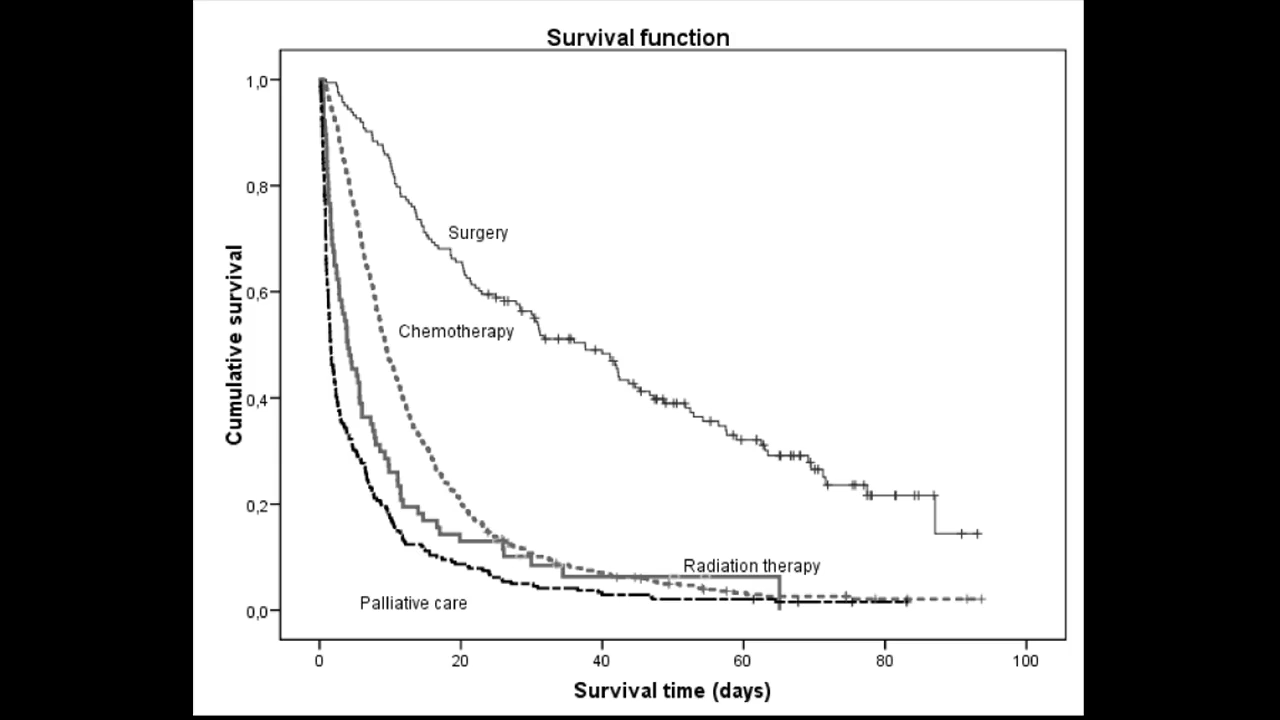 Survival function
1,0
0,8
0,6
0,4
0,2
0,0
Cumulative survival
Surgery
Chemotherapy
Radiation therapy
Palliative care
0 20 40 60 80 100
Survival time (days)